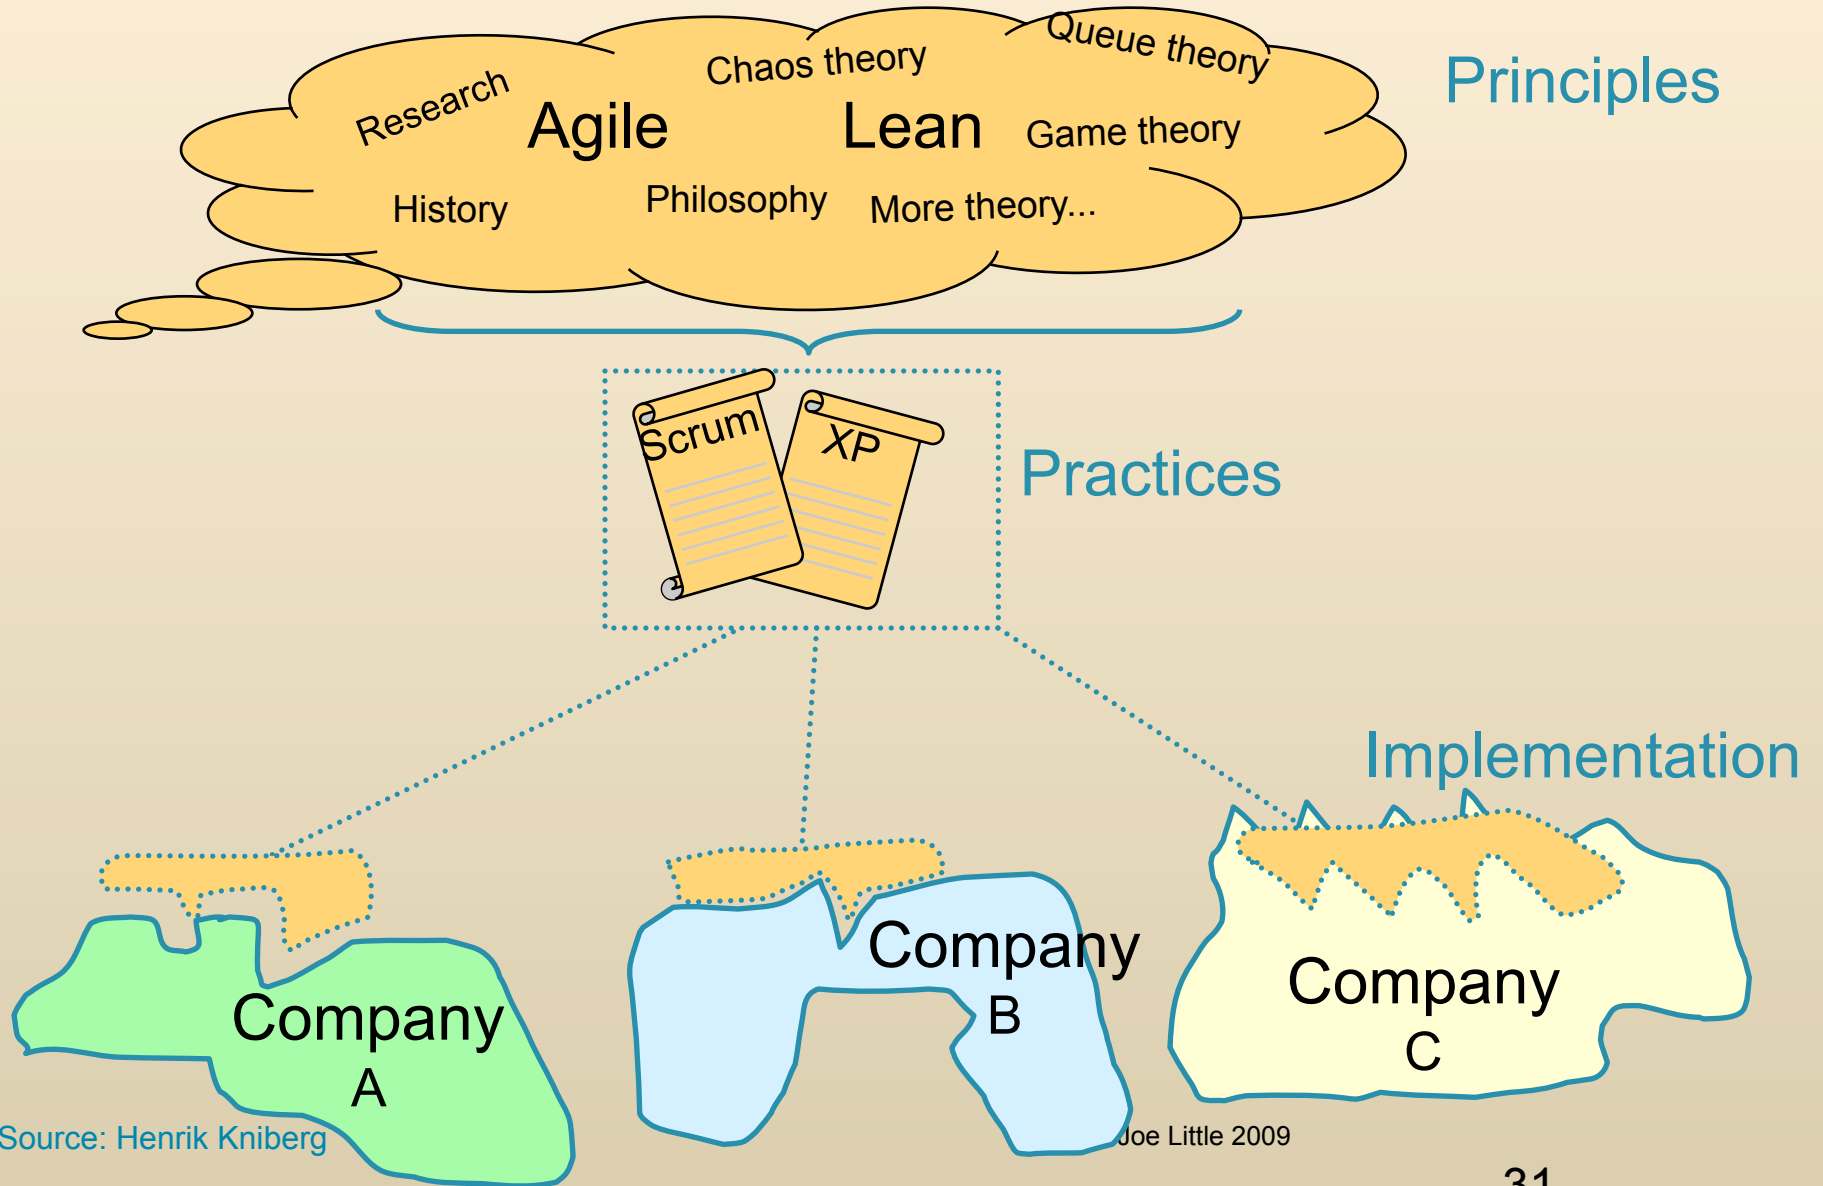 Queue theory
Chaos theory
Principles
Research
Agile
Lean
Game theory
History
Philosophy
More theory...
Scrum
XP
Practices
Implementation
Company
A
Company
B
Company
C
Source: Henrik Kniberg
Joe Little 2009
31